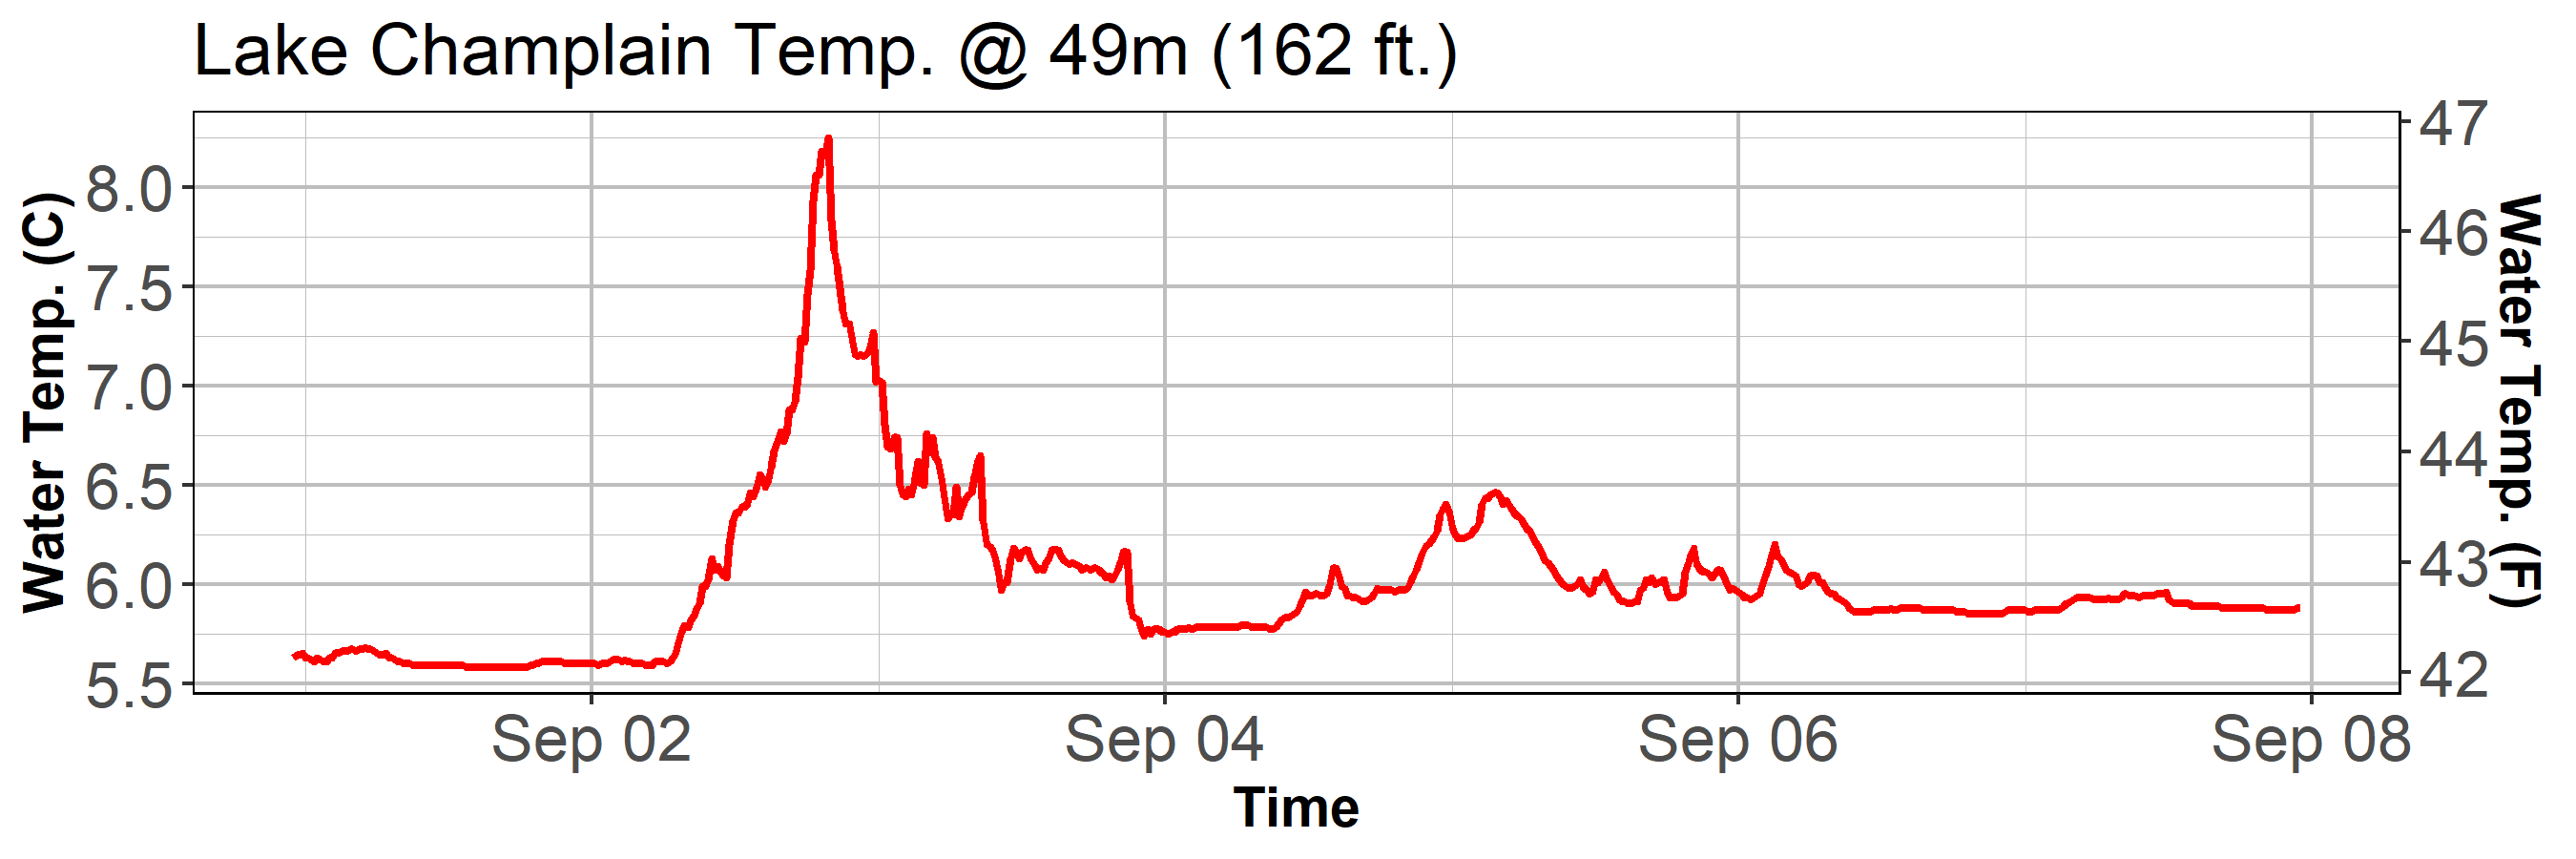 Lake Champlain Temp. @ 49m (162 ft.)
Water Temp. (C)
8.0
7.5
7.0
6.5
6.0
5.5
47
46
45
44
43
42
Water Temp. (F)
Sep 02 Sep 04 Sep 06 Sep 08
Time